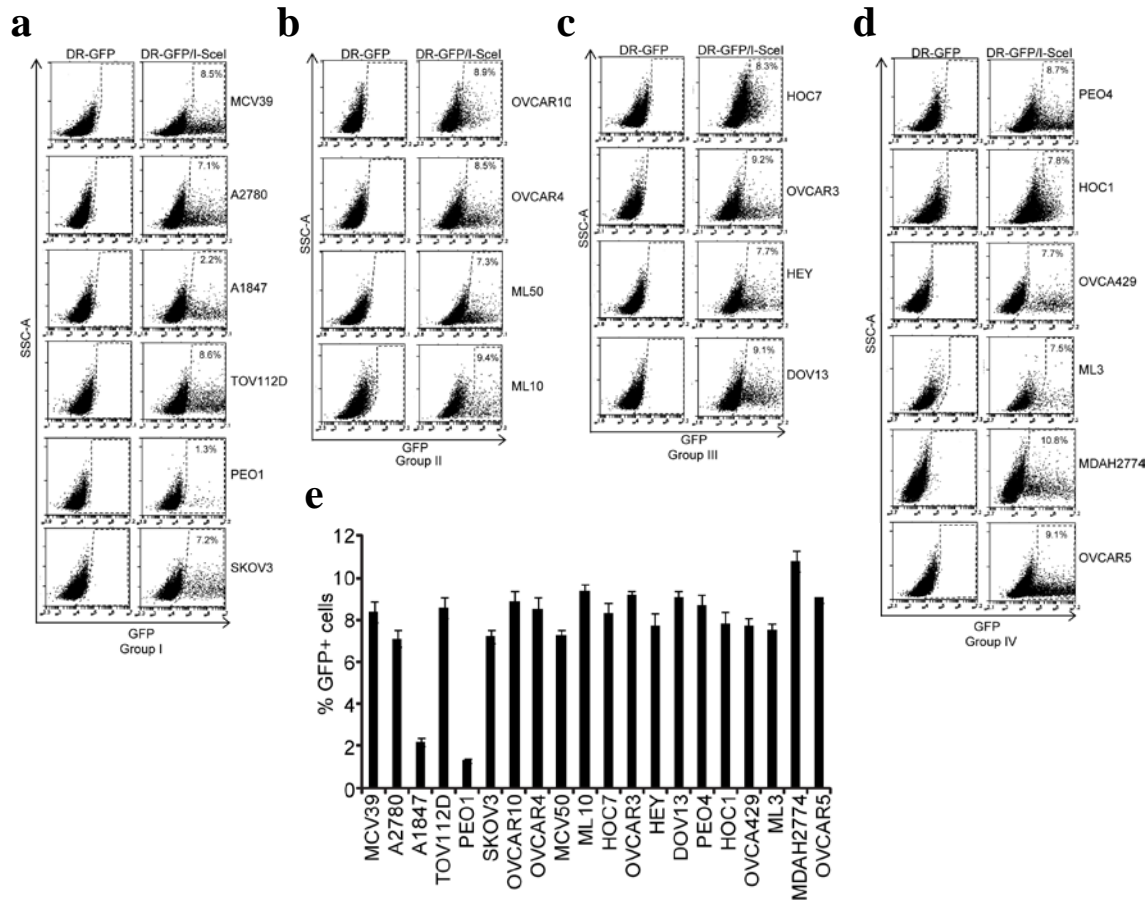 a
DR-GFP DR-GFP/I-SceI
8.5%
MCV39
7.1%
A2780
2.2%
A1847
8.6%
TOV112D
1.3%
PEO1
7.2%
SKOV3
SSC-A
GFP
Group I
b
DR-GFP DR-GFP/I-SceI
8.9%
OVCAR10
8.5%
OVCAR4
7.3%
ML50
9.4%
ML10
SSC-A
GFP
Group II
c
DR-GFP DR-GFP/I-SceI
8.3%
HOC7
9.2%
OVCAR3
7.7%
HEY
9.1%
DOV13
SSC-A
GFP
Group III
d
DR-GFP DR-GFP/I-SceI
8.7%
PEO4
7.8%
HOC1
7.7%
OVCA429
7.5%
ML3
10.8%
MDAH2774
9.1%
OVCAR5
SSC-A
GFP
Group IV
e
% GFP+ cells
12
10
8
6
4
2
0
MCV39
A2780
A1847
TOV112D
PEO1
SKOV3
OVCAR10
OVCAR4
MCV50
ML10
HOC7
OVCAR3
HEY
DOV13
PEO4
HOC1
OVCA429
ML3
MDAH2774
OVCAR5